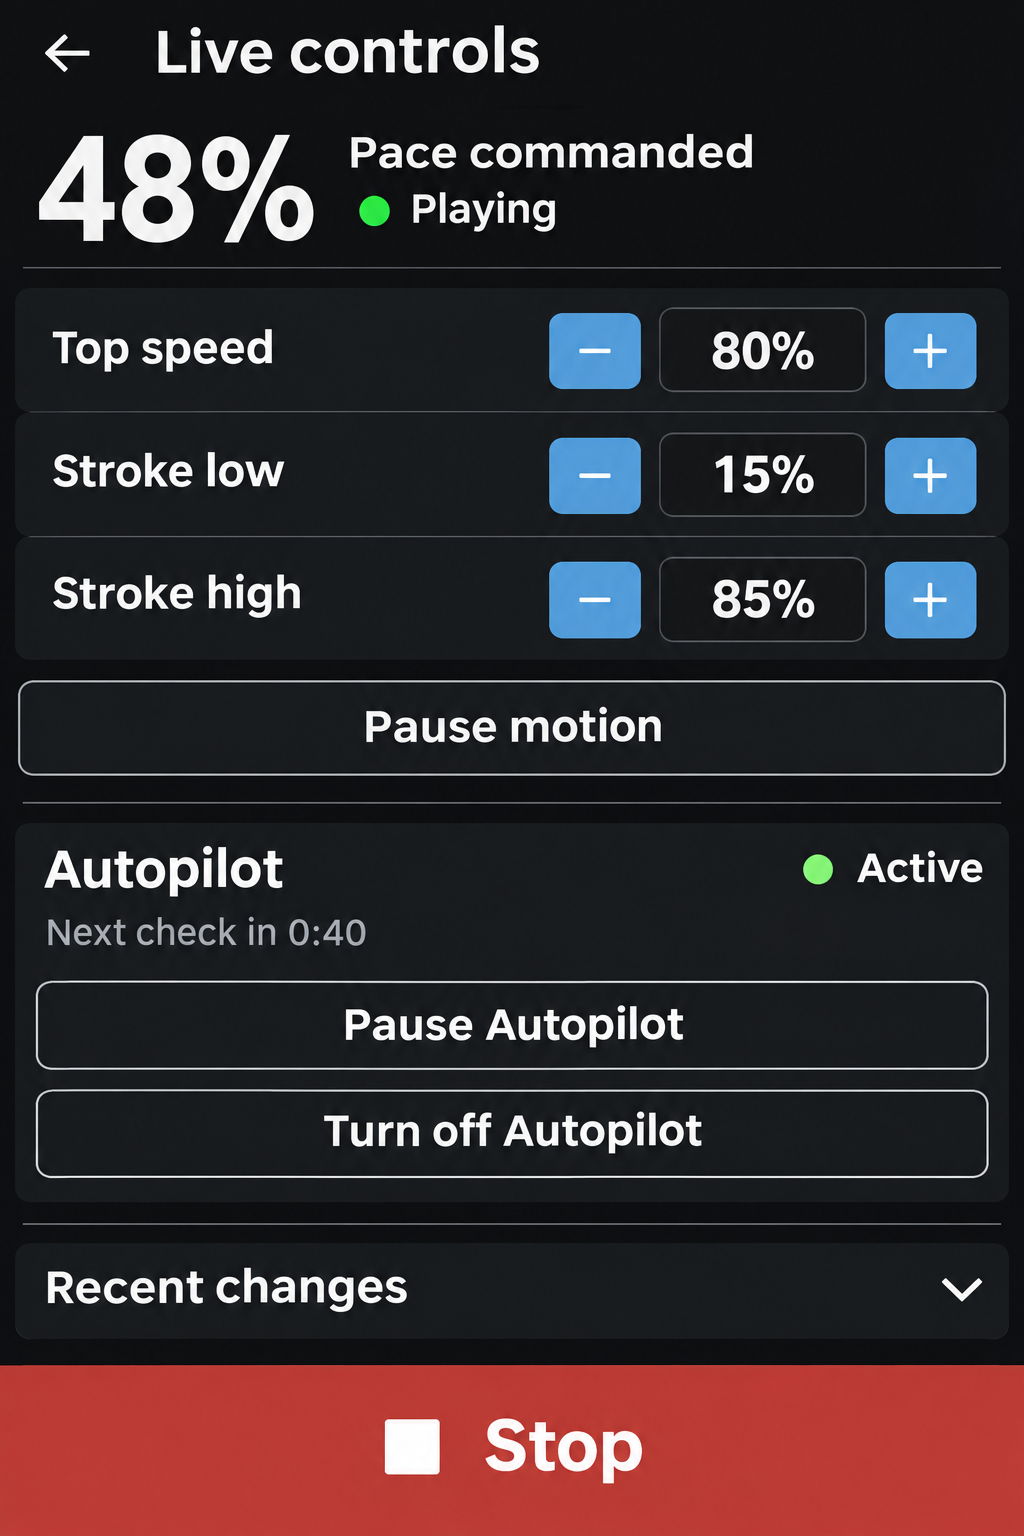 Live controls
48%
Pace commanded
Playing
Top speed
80%
Stroke low
15%
Stroke high
85%
Pause motion
Autopilot
Active
Next check in 0:40
Pause Autopilot
Turn off Autopilot
Recent changes
Stop